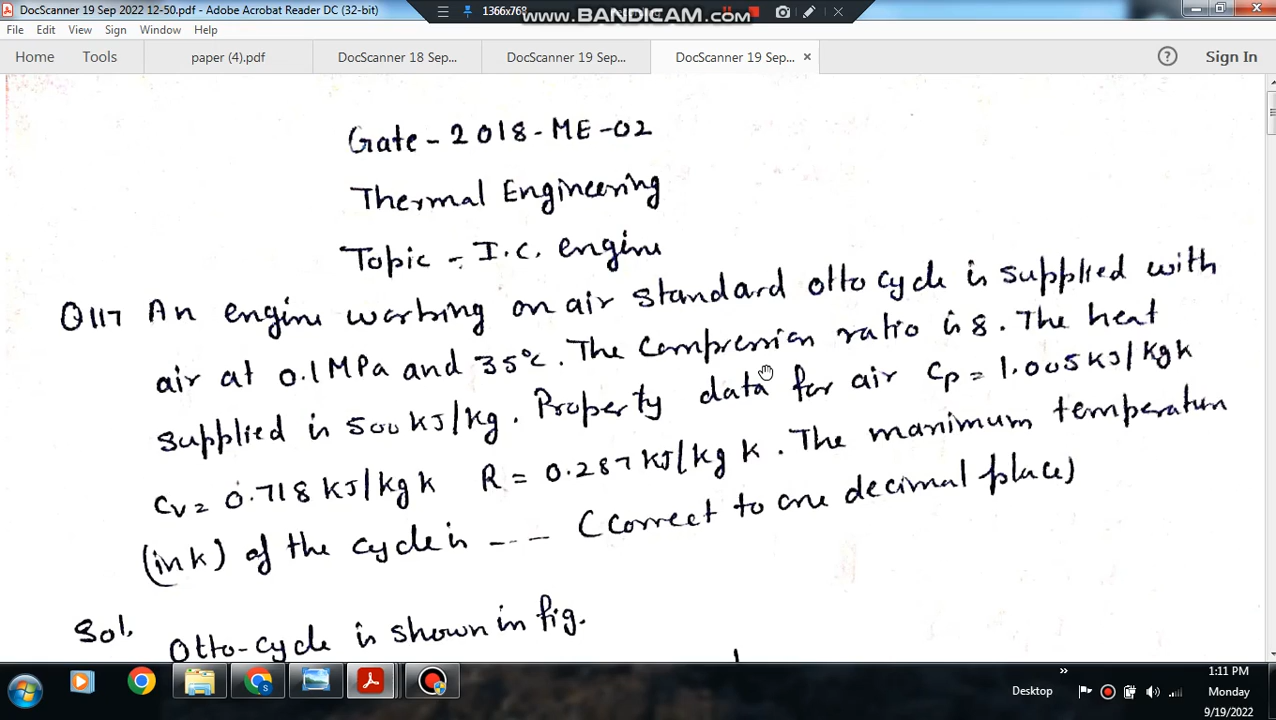 DocScanner 19 Sep 2022 12-50.pdf - Adobe Acrobat Reader DC (32-bit)
1366x768
www.BANDICAM.com
File Edit View Sign Window Help
Home Tools paper (4).pdf DocScanner 18 Sep... DocScanner 19 Sep... DocScanner 19 Sep... × Sign In
Gate - 2018 - ME - 02
Thermal Engineering
Topic - I.C. engine
Q117 An engine working on air standard otto cycle is supplied with
air at 0.1 MPa and 35°C. The compression ratio is 8. The heat
supplied is 500 kJ/kg. Property data for air Cp = 1.005 kJ/kg k
Cv = 0.718 kJ/kg k R = 0.287 kJ/kg k. The maximum temperature
(in k) of the cycle is --- (correct to one decimal place)
Sol. Otto-cycle is shown in fig.
Desktop
1:11 PM
Monday
9/19/2022